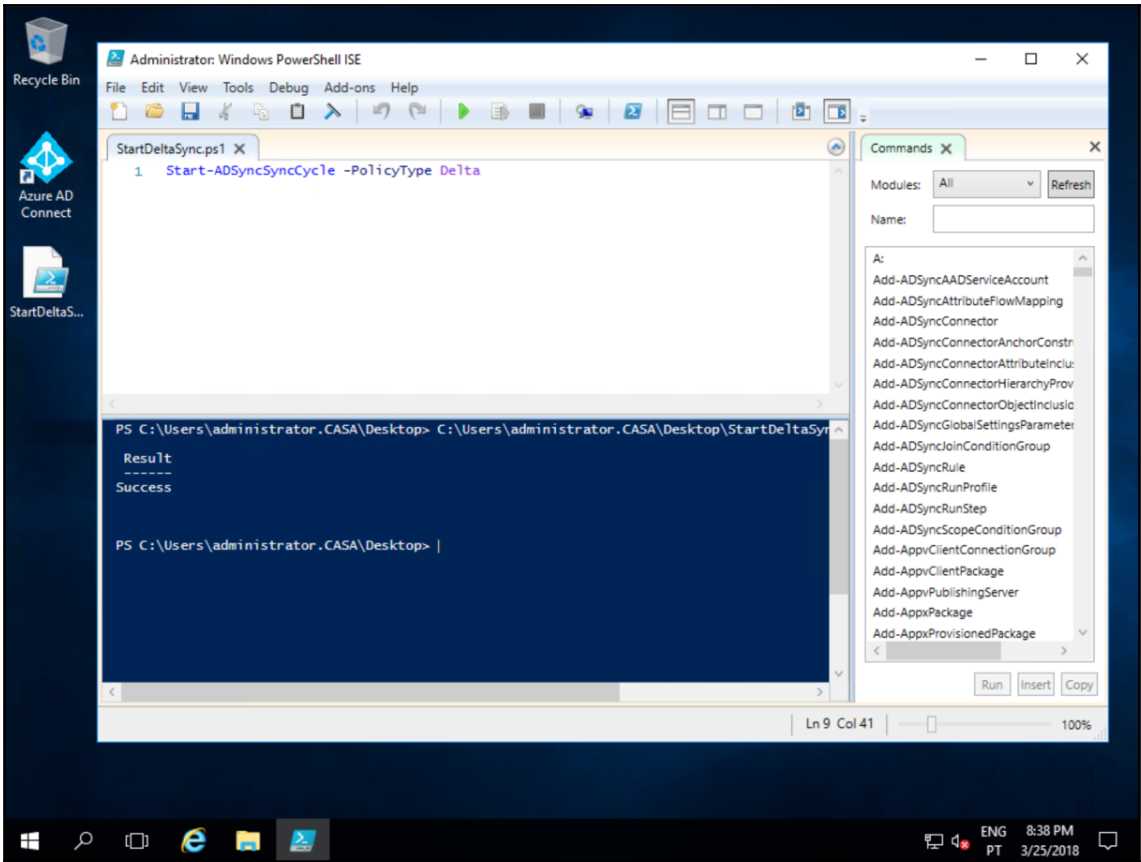 Recycle Bin
Azure AD
Connect
StartDeltaS...
Administrator: Windows PowerShell ISE
File Edit View Tools Debug Add-ons Help
StartDeltaSync.ps1 X
1 Start-ADSyncSyncCycle -PolicyType Delta
PS C:\Users\administrator.CASA\Desktop> C:\Users\administrator.CASA\Desktop\StartDeltaSyn
Result
------
Success
PS C:\Users\administrator.CASA\Desktop>
Commands X
Modules: All Refresh
Name:
A:
Add-ADSyncAADServiceAccount
Add-ADSyncAttributeFlowMapping
Add-ADSyncConnector
Add-ADSyncConnectorAnchorConstr
Add-ADSyncConnectorAttributeInclu
Add-ADSyncConnectorHierarchyProv
Add-ADSyncConnectorObjectInclusio
Add-ADSyncGlobalSettingsParameter
Add-ADSyncJoinConditionGroup
Add-ADSyncRule
Add-ADSyncRunProfile
Add-ADSyncRunStep
Add-ADSyncScopeConditionGroup
Add-AppvClientConnectionGroup
Add-AppvClientPackage
Add-AppvPublishingServer
Add-AppxPackage
Add-AppxProvisionedPackage
Run Insert Copy
Ln 9 Col 41 100%
ENG 8:38 PM
PT 3/25/2018